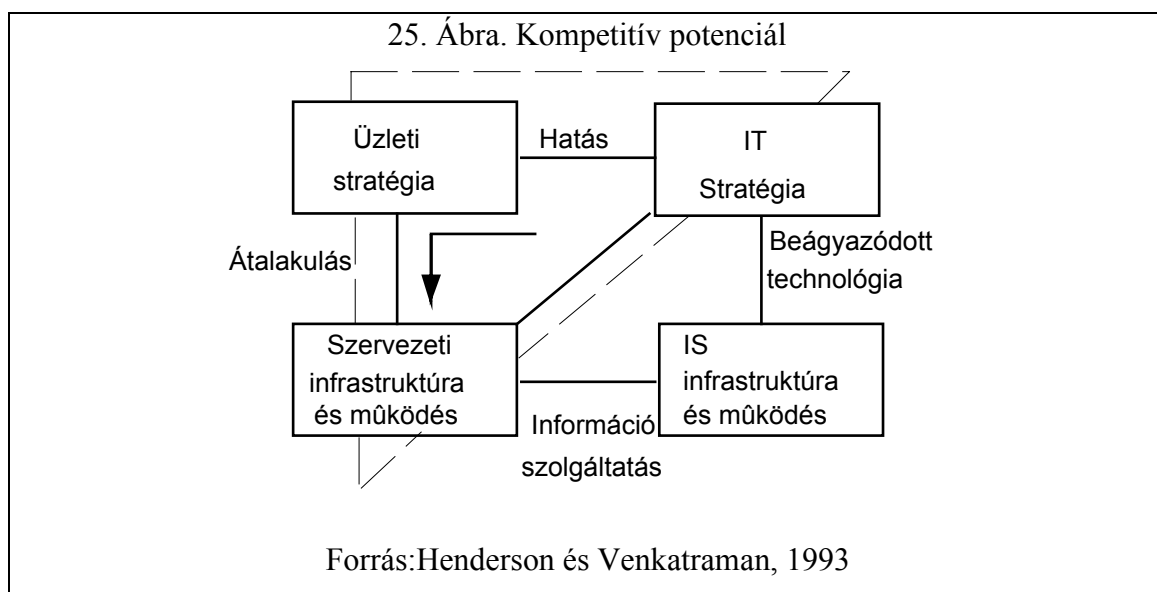 25. Ábra. Kompetitív potenciál
Üzleti
stratégia
Hatás
IT
Stratégia
Átalakulás
Beágyazódott
technológia
Szervezeti
infrastruktúra
és mûködés
IS
infrastruktúra
és mûködés
Információ
szolgáltatás
Forrás:Henderson és Venkatraman, 1993